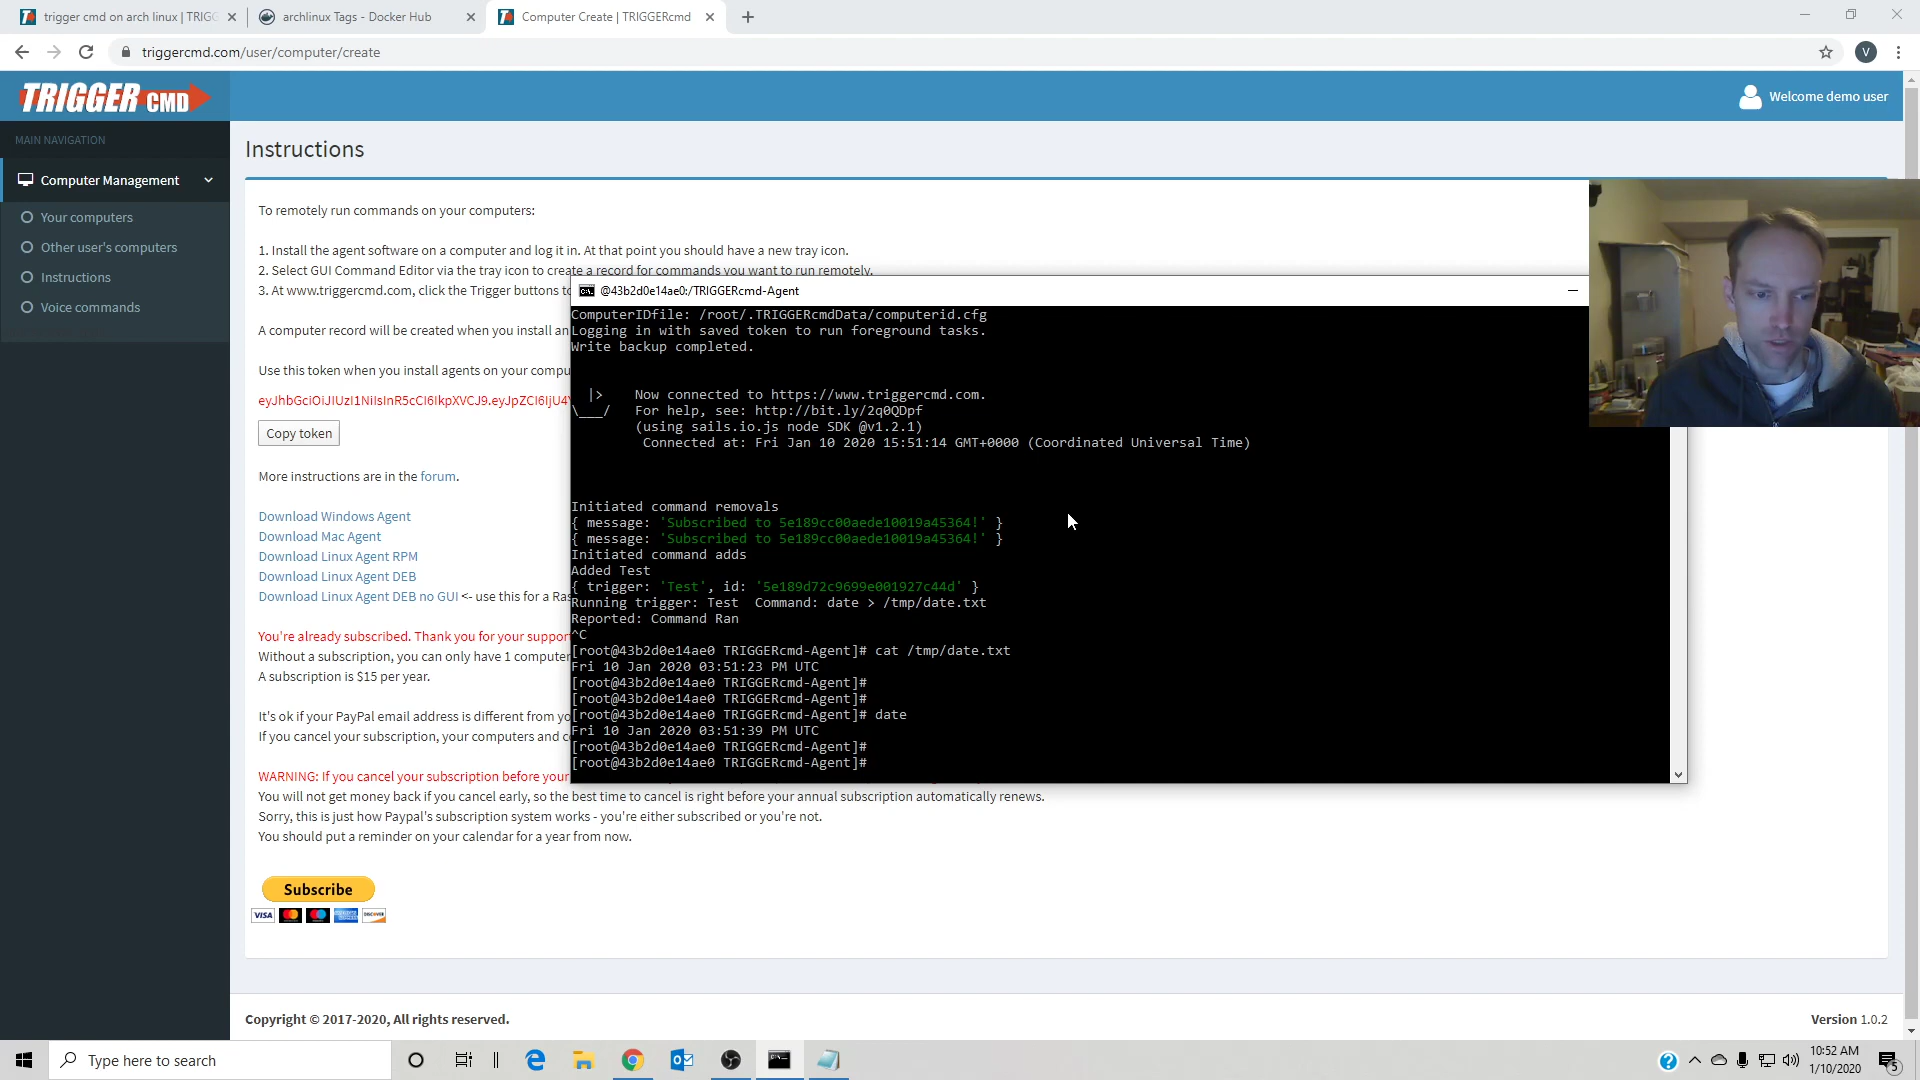 trigger cmd on arch linux | TRIGG
archlinux Tags - Docker Hub
Computer Create | TRIGGERcmd
triggercmd.com/user/computer/create
V
TRIGGER CMD
Welcome demo user
MAIN NAVIGATION
Computer Management
Your computers
Other user's computers
Instructions
Voice commands
Instructions
To remotely run commands on your computers:
1. Install the agent software on a computer and log it in. At that point you should have a new tray icon.
2. Select GUI Command Editor via the tray icon to create a record for commands you want to run remotely.
3. At www.triggercmd.com, click the Trigger buttons to
A computer record will be created when you install an
Use this token when you install agents on your compu
eyJhbGciOiJIUzI1NiIsInR5cCI6IkpXVCJ9.eyJpZCI6IjU4Y
Copy token
More instructions are in the forum.
Download Windows Agent
Download Mac Agent
Download Linux Agent RPM
Download Linux Agent DEB
Download Linux Agent DEB no GUI <- use this for a Ras
You're already subscribed. Thank you for your suppor
Without a subscription, you can only have 1 computer
A subscription is $15 per year.
It's ok if your PayPal email address is different from yo
If you cancel your subscription, your computers and co
WARNING: If you cancel your subscription before your
You will not get money back if you cancel early, so the best time to cancel is right before your annual subscription automatically renews.
Sorry, this is just how Paypal's subscription system works - you're either subscribed or you're not.
You should put a reminder on your calendar for a year from now.
Subscribe
VISA
DISCOVER
Copyright © 2017-2020, All rights reserved.
Version 1.0.2
@43b2d0e14ae0:/TRIGGERcmd-Agent
ComputerIDfile: /root/.TRIGGERcmdData/computerid.cfg
Logging in with saved token to run foreground tasks.
Write backup completed.
|> Now connected to https://www.triggercmd.com.
\___/ For help, see: http://bit.ly/2q0QDpf
(using sails.io.js node SDK @v1.2.1)
Connected at: Fri Jan 10 2020 15:51:14 GMT+0000 (Coordinated Universal Time)
Initiated command removals
{ message: 'Subscribed to 5e189cc00aede10019a45364!' }
{ message: 'Subscribed to 5e189cc00aede10019a45364!' }
Initiated command adds
Added Test
{ trigger: 'Test', id: '5e189d72c9699e001927c44d' }
Running trigger: Test  Command: date > /tmp/date.txt
Reported: Command Ran
^C
[root@43b2d0e14ae0 TRIGGERcmd-Agent]# cat /tmp/date.txt
Fri 10 Jan 2020 03:51:23 PM UTC
[root@43b2d0e14ae0 TRIGGERcmd-Agent]#
[root@43b2d0e14ae0 TRIGGERcmd-Agent]#
[root@43b2d0e14ae0 TRIGGERcmd-Agent]# date
Fri 10 Jan 2020 03:51:39 PM UTC
[root@43b2d0e14ae0 TRIGGERcmd-Agent]#
[root@43b2d0e14ae0 TRIGGERcmd-Agent]#
Type here to search
10:52 AM
1/10/2020
5